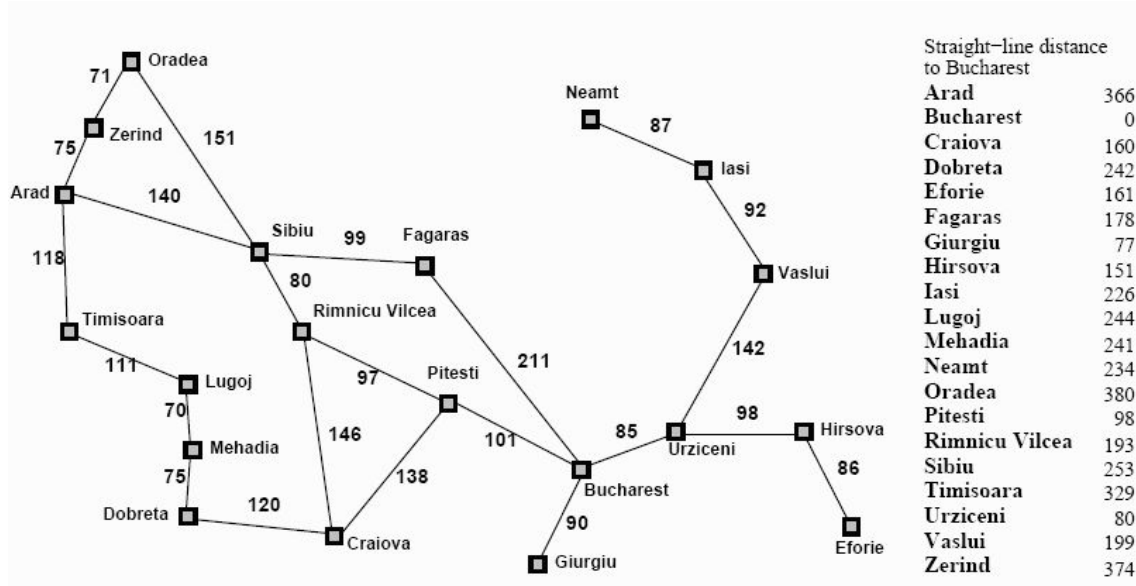 Oradea
71
Zerind
75
151
Arad
140
118
Sibiu
99
Fagaras
80
Timisoara
Rimnicu Vilcea
111
Lugoj
97
Pitesti
211
70
Mehadia
146
101
75
138
Dobreta
120
Craiova
Bucharest
90
Giurgiu
Neamt
87
Iasi
92
Vaslui
142
85
98
Hirsova
Urziceni
86
Eforie
Straight-line distance
to Bucharest
Arad 366
Bucharest 0
Craiova 160
Dobreta 242
Eforie 161
Fagaras 178
Giurgiu 77
Hirsova 151
Iasi 226
Lugoj 244
Mehadia 241
Neamt 234
Oradea 380
Pitesti 98
Rimnicu Vilcea 193
Sibiu 253
Timisoara 329
Urziceni 80
Vaslui 199
Zerind 374